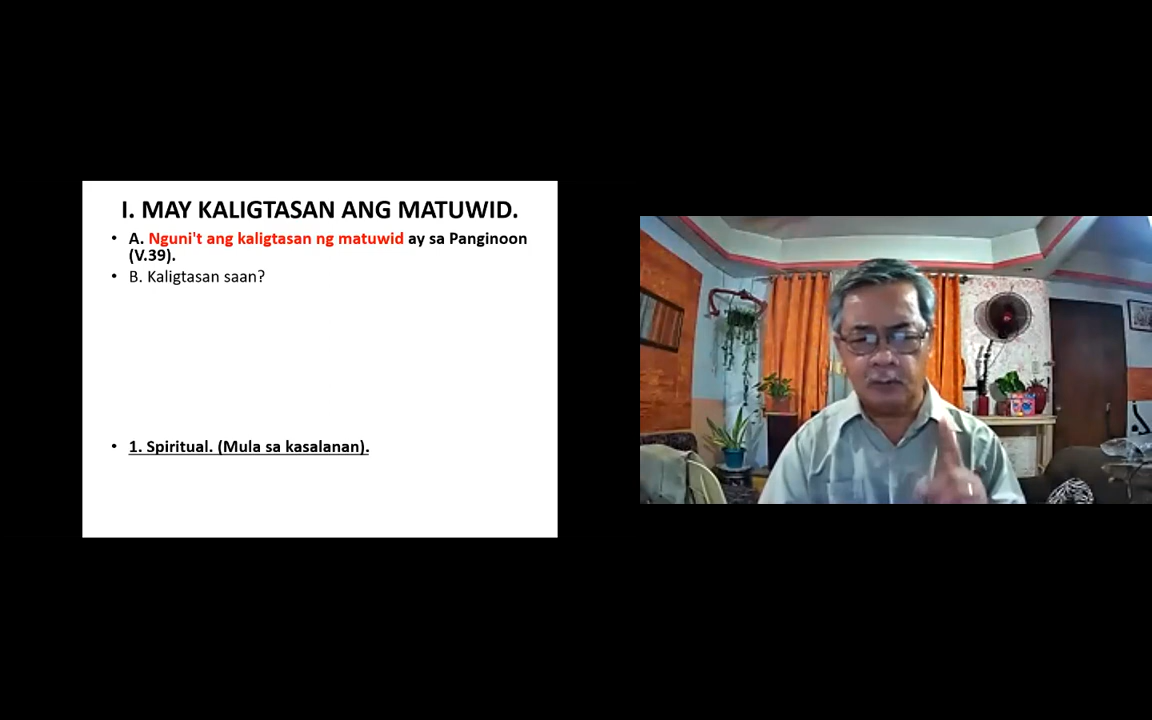 I. MAY KALIGTASAN ANG MATUWID.
• A. Nguni't ang kaligtasan ng matuwid ay sa Panginoon
(V.39).
• B. Kaligtasan saan?
• 1. Spiritual. (Mula sa kasalanan).